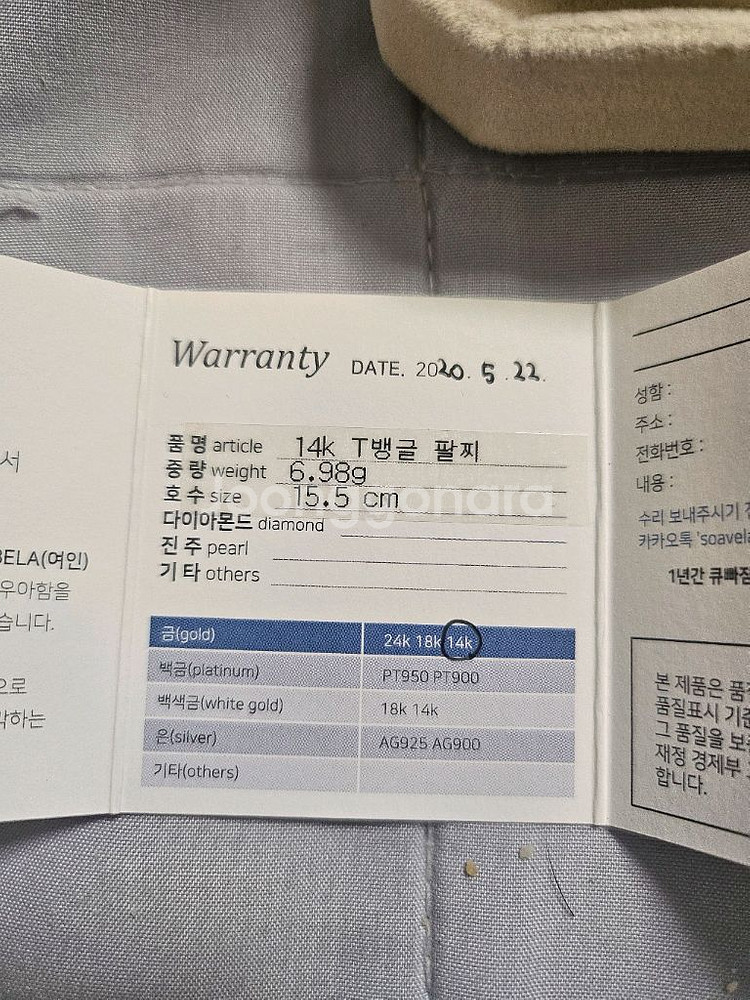 서
BELA(여인)
우아함을
습니다.
으로
하는
Warranty DATE. 2020. 5. 22.
품 명 article 14k T뱅글 팔찌
중 량 weight 6.98g
호 수 size 15.5 cm
다이아몬드 diamond
진 주 pearl
기 타 others
금(gold) 24k 18k 14k
백금(platinum) PT950 PT900
백색금(white gold) 18k 14k
은(silver) AG925 AG900
기타(others)
joonggonara
성함 :
주소 :
전화번호 :
내용 :
수리 보내주시기 전
카카오톡 'soavela
1년간 큐빠짐
본 제품은 품질
품질표시 기준
그 품질을 보증
재정 경제부
합니다.